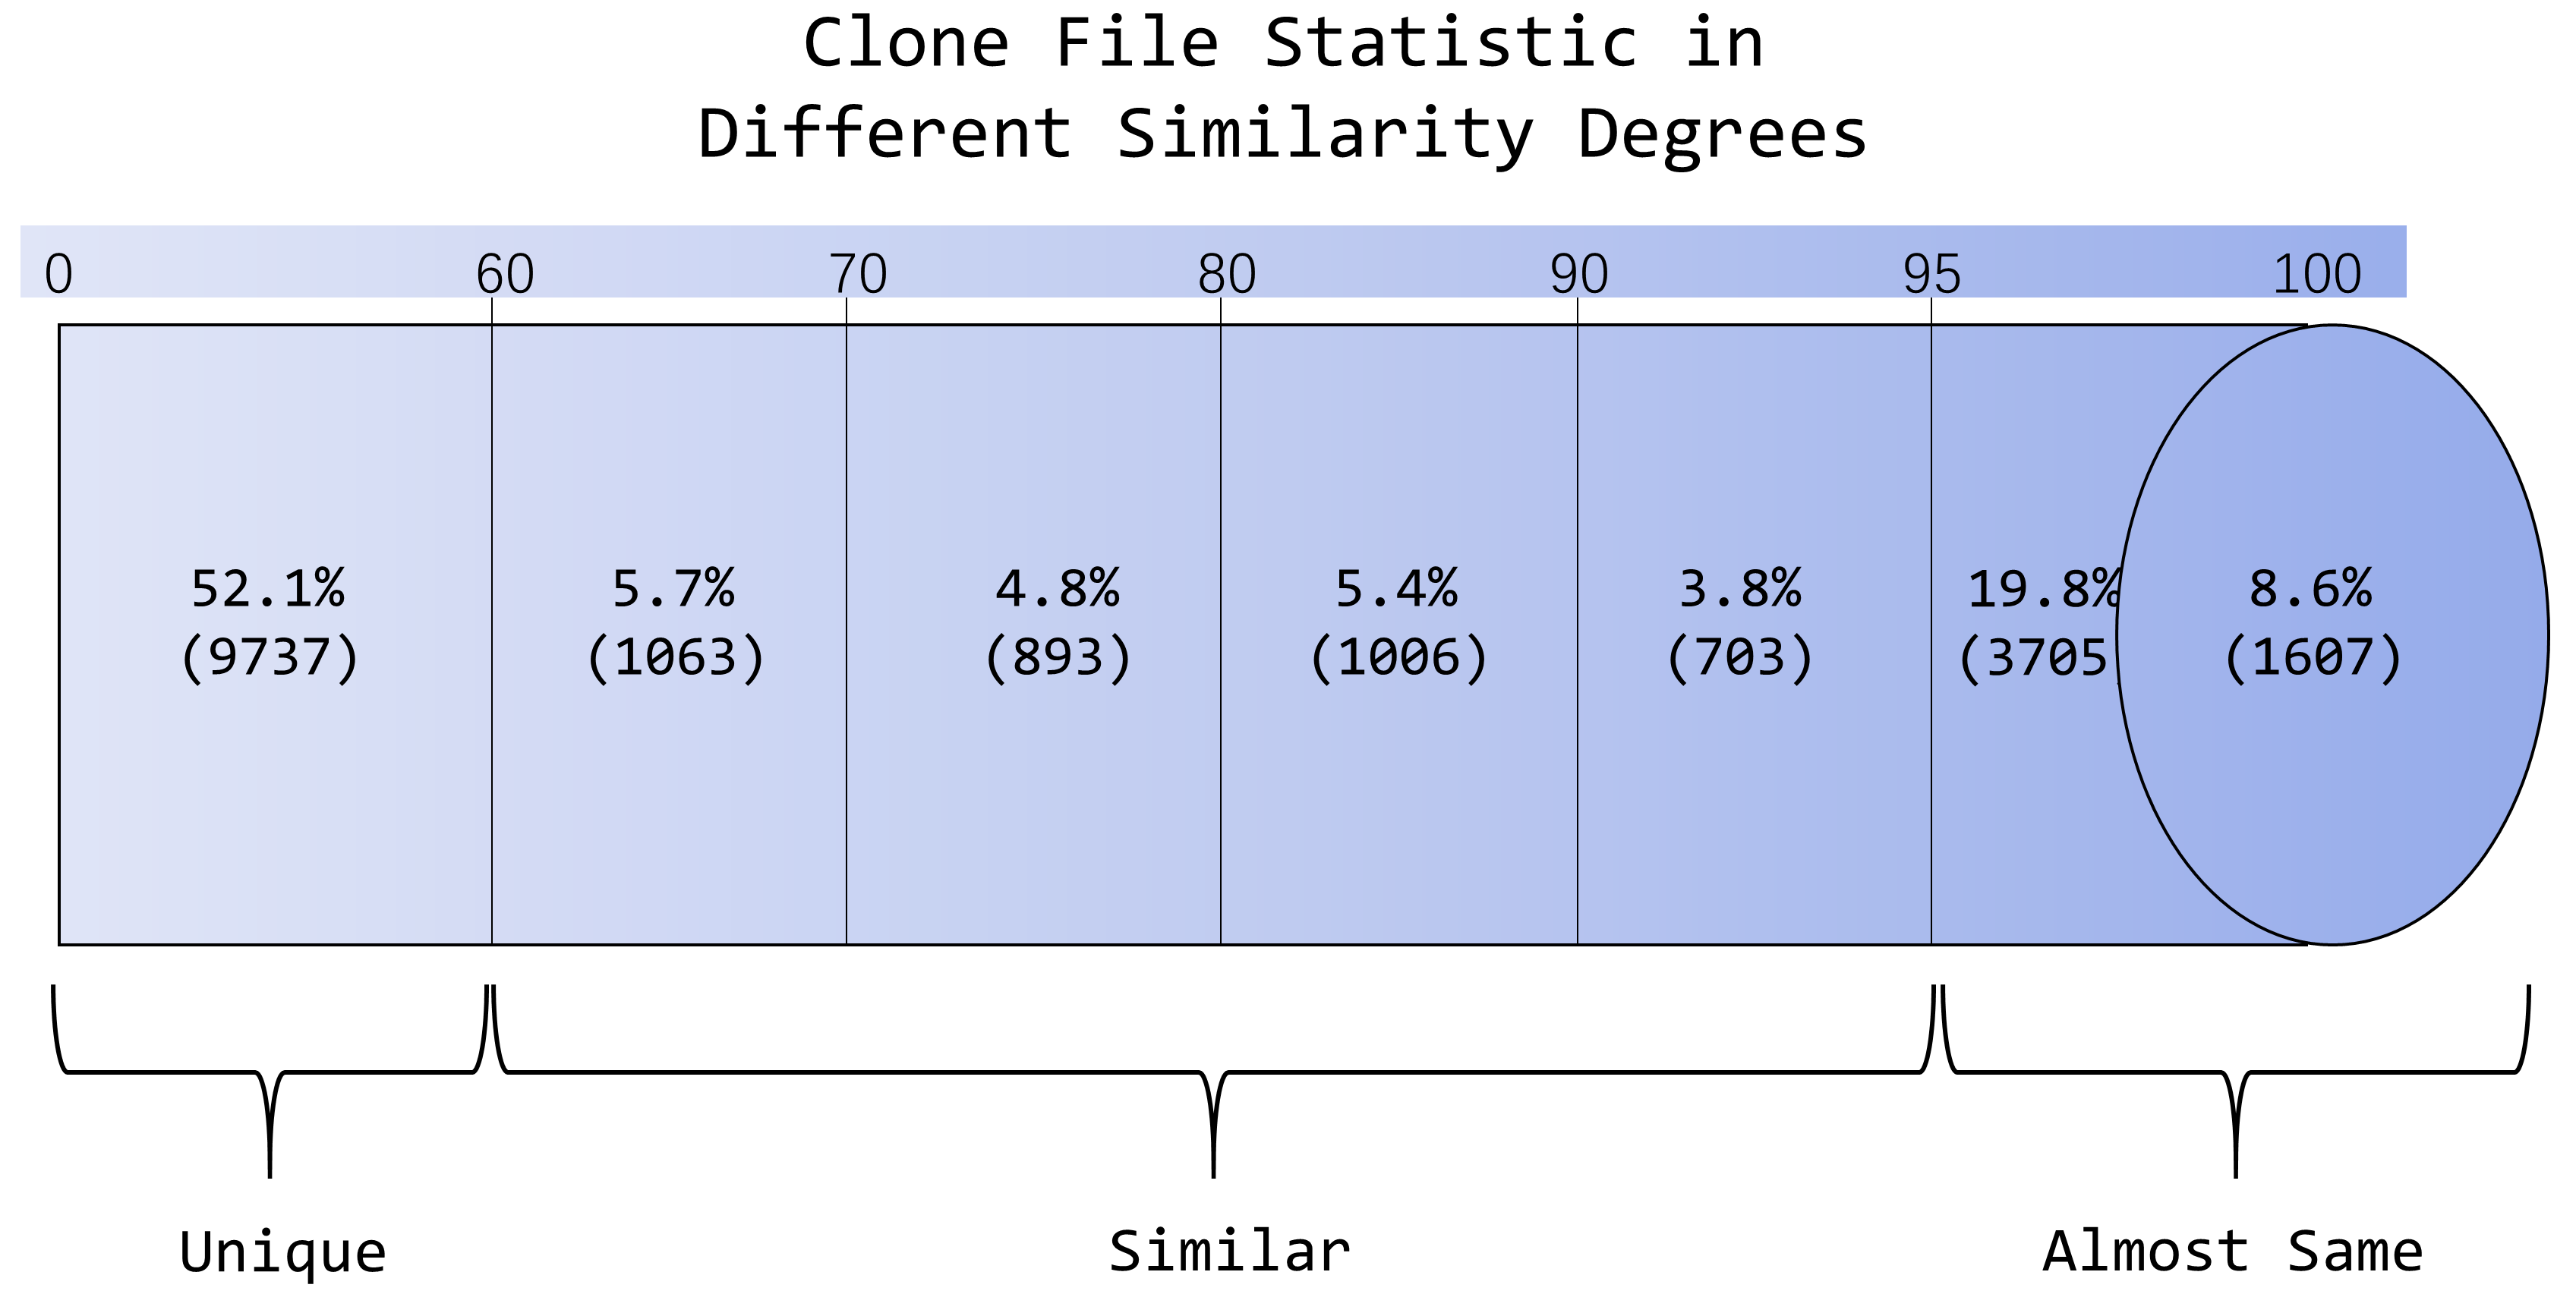 Clone File Statistic in
Different Similarity Degrees
0 60 70 80 90 95 100
52.1% 5.7% 4.8% 5.4% 3.8% 19.8% 8.6%
(9737) (1063) (893) (1006) (703) (3705 (1607)
Unique Similar Almost Same